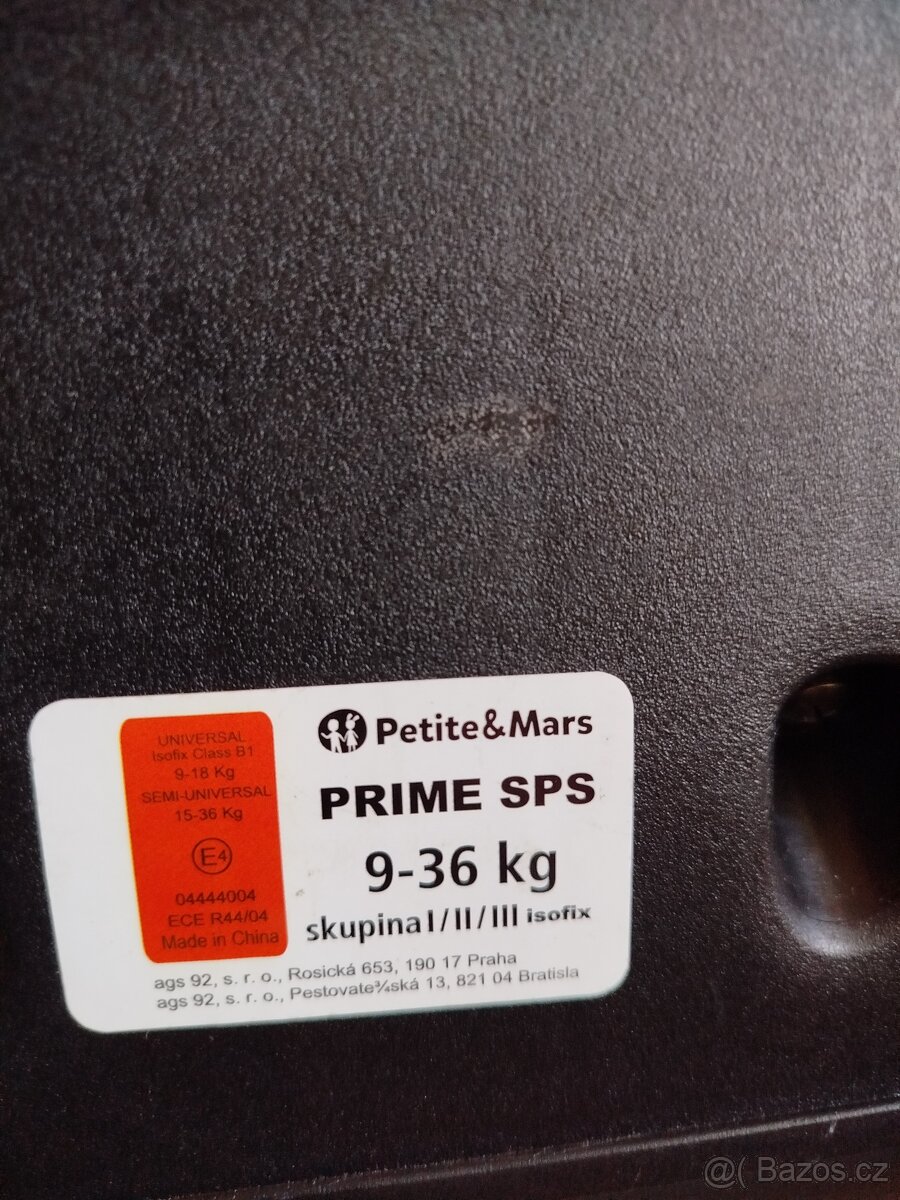 UNIVERSAL
Isofix Class B1
9-18 Kg
SEMI-UNIVERSAL
15-36 Kg
E4
04444004
ECE R44/04
Made in China
Petite&Mars
PRIME SPS
9-36 kg
skupina I/II/III isofix
ags 92, s. r. o., Rosická 653, 190 17 Praha
ags 92, s. r. o., Pestovate¾ská 13, 821 04 Bratisla
@( Bazos.cz